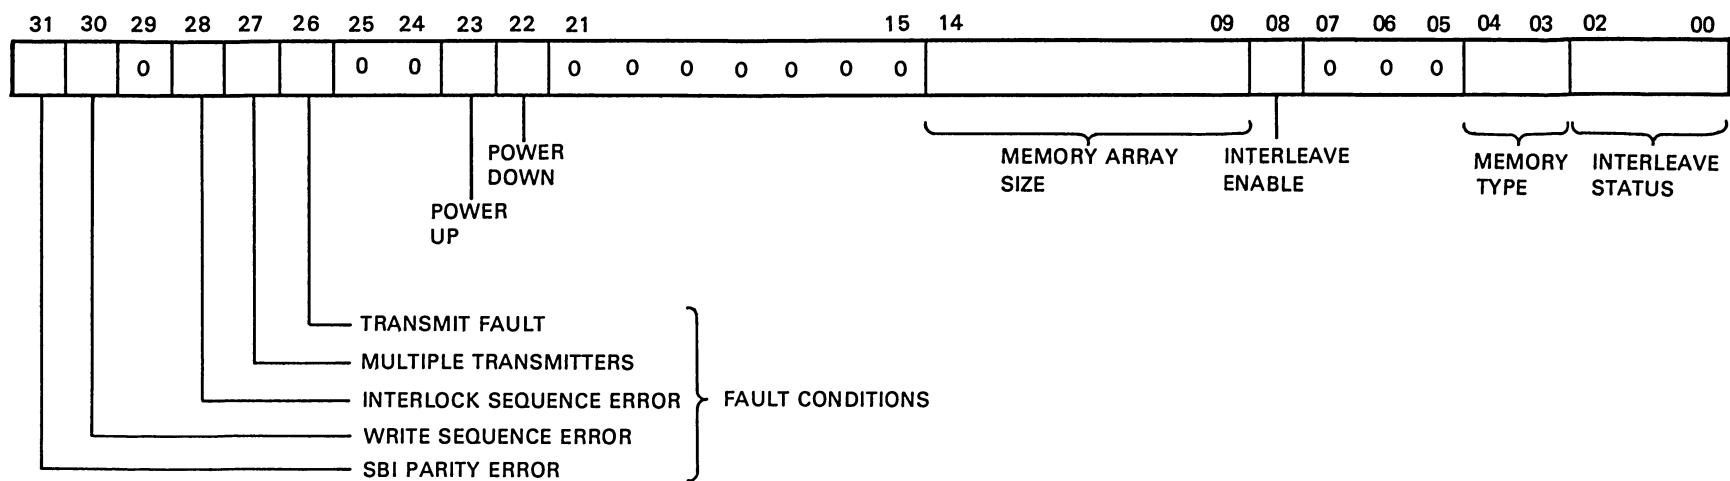 31 30 29 28 27 26 25 24 23 22 21 15 14 09 08 07 06 05 04 03 02 00
0 0 0 0 0 0 0 0 0 0 0 0 0
POWER
DOWN
POWER
UP
MEMORY ARRAY
SIZE
INTERLEAVE
ENABLE
MEMORY
TYPE
INTERLEAVE
STATUS
TRANSMIT FAULT
MULTIPLE TRANSMITTERS
INTERLOCK SEQUENCE ERROR
WRITE SEQUENCE ERROR
SBI PARITY ERROR
FAULT CONDITIONS